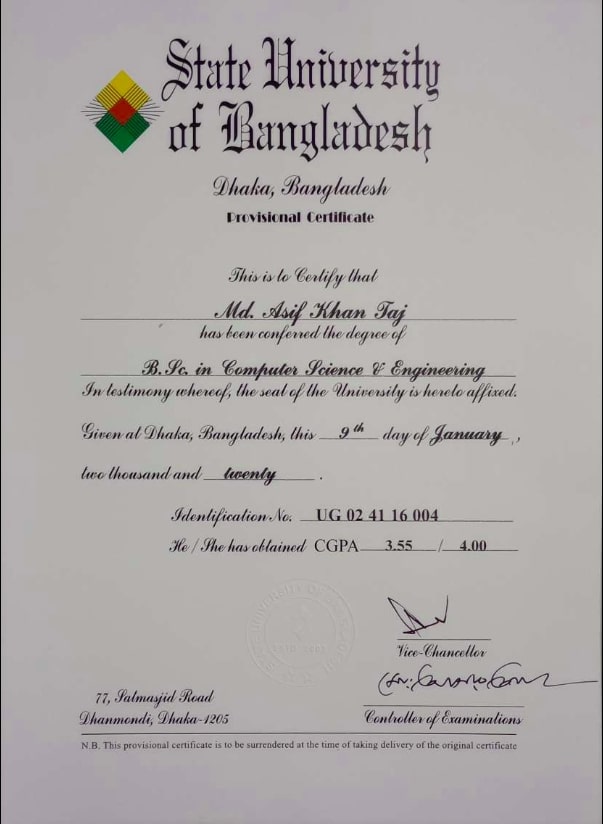 State University
of Bangladesh
Dhaka, Bangladesh
Provisional Certificate
This is to Certify that
Md. Asif Khan Taj
has been conferred the degree of
B.Sc. in Computer Science & Engineering
In testimony whereof, the seal of the University is hereto affixed.
Given at Dhaka, Bangladesh, this 9th day of January,
two thousand and twenty.
Identification No. UG 02 41 16 004
He / She has obtained CGPA 3.55 / 4.00
Vice-Chancellor
77, Satmasjid Road
Dhanmondi, Dhaka-1205
Controller of Examinations
N.B. This provisional certificate is to be surrendered at the time of taking delivery of the original certificate